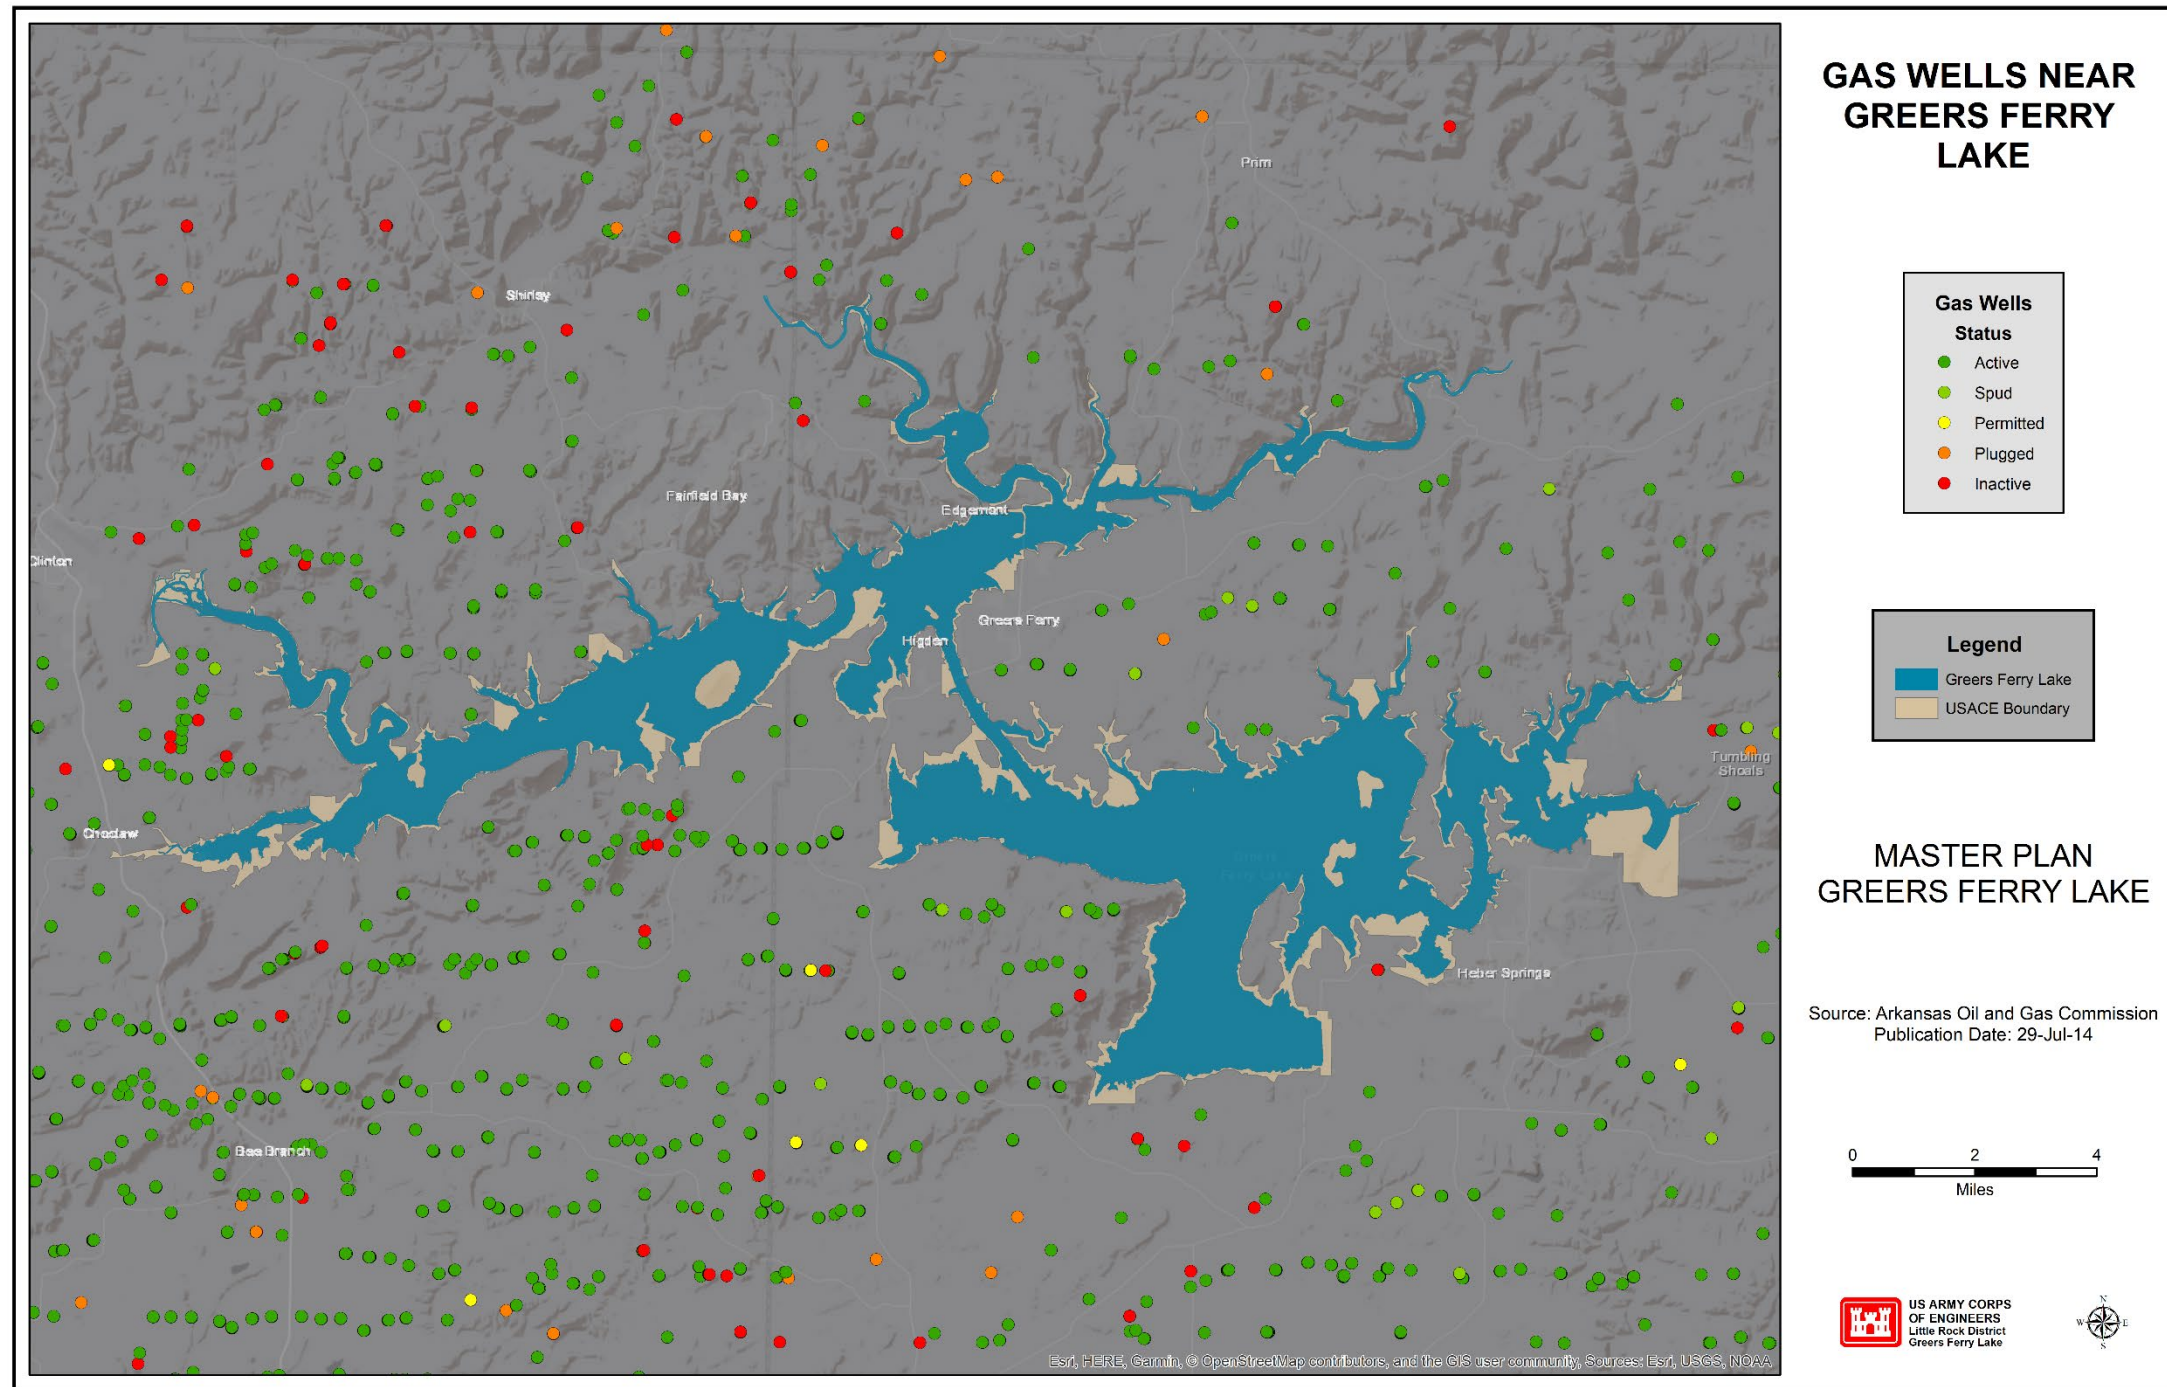 GAS WELLS NEAR
GREERS FERRY
LAKE
Gas Wells
Status
Active
Spud
Permitted
Plugged
Inactive
Legend
Greers Ferry Lake
USACE Boundary
MASTER PLAN
GREERS FERRY LAKE
Source: Arkansas Oil and Gas Commission
Publication Date: 29-Jul-14
0 2 4
Miles
US ARMY CORPS
OF ENGINEERS
Little Rock District
Greers Ferry Lake
N
W E
S
Prim
Shirley
Fairfield Bay
Edgemont
Clinton
Greers Ferry
Higden
Tumbling
Shoals
Choctaw
Greers
Ferry Lake
Heber Springs
Bee Branch
Esri, HERE, Garmin, © OpenStreetMap contributors, and the GIS user community, Sources: Esri, USGS, NOAA